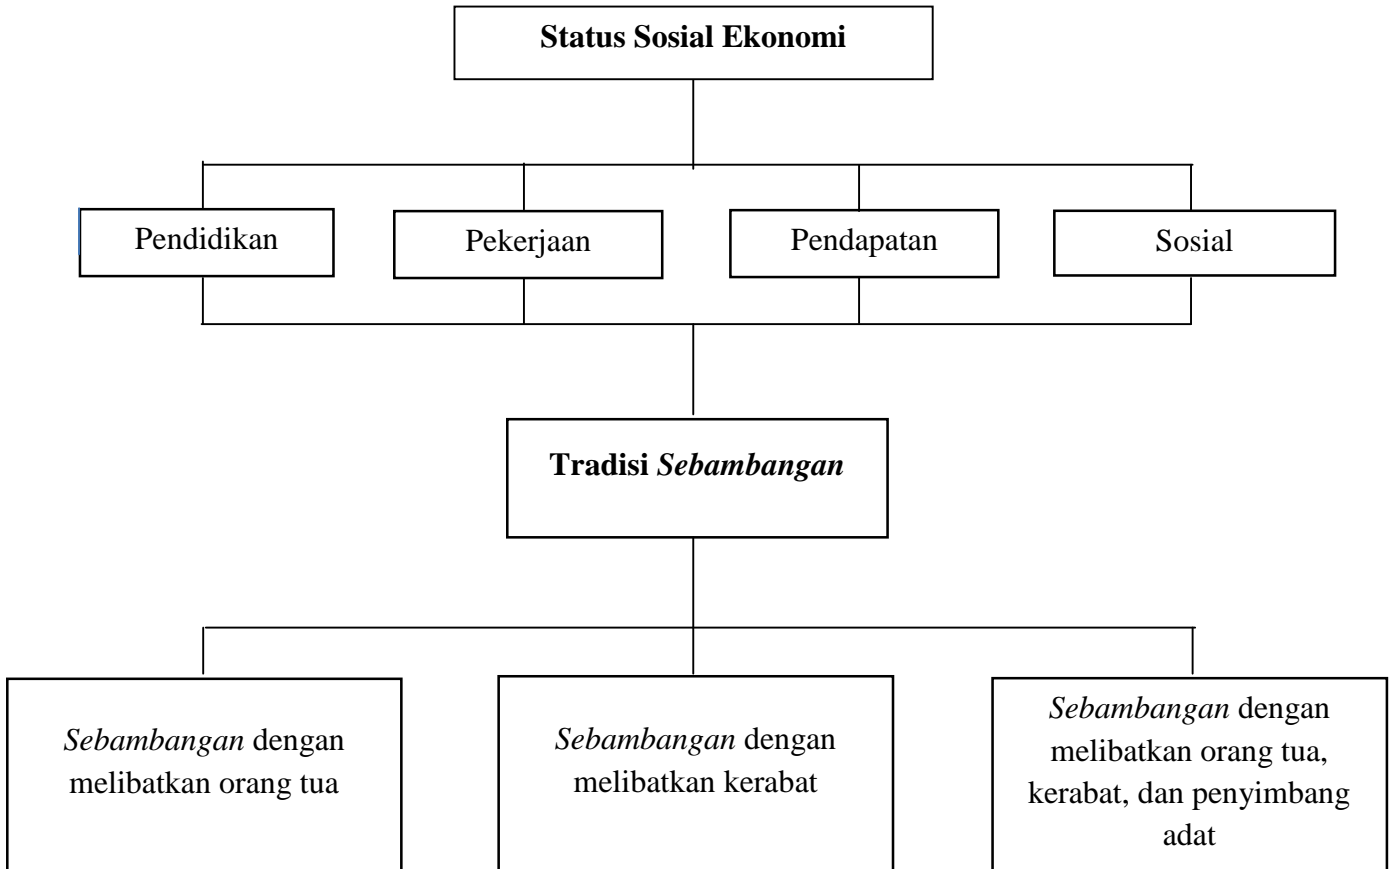 Status Sosial Ekonomi
Pendidikan
Pekerjaan
Pendapatan
Sosial
Tradisi Sebambangan
Sebambangan dengan
melibatkan orang tua
Sebambangan dengan
melibatkan kerabat
Sebambangan dengan
melibatkan orang tua,
kerabat, dan penyimbang
adat